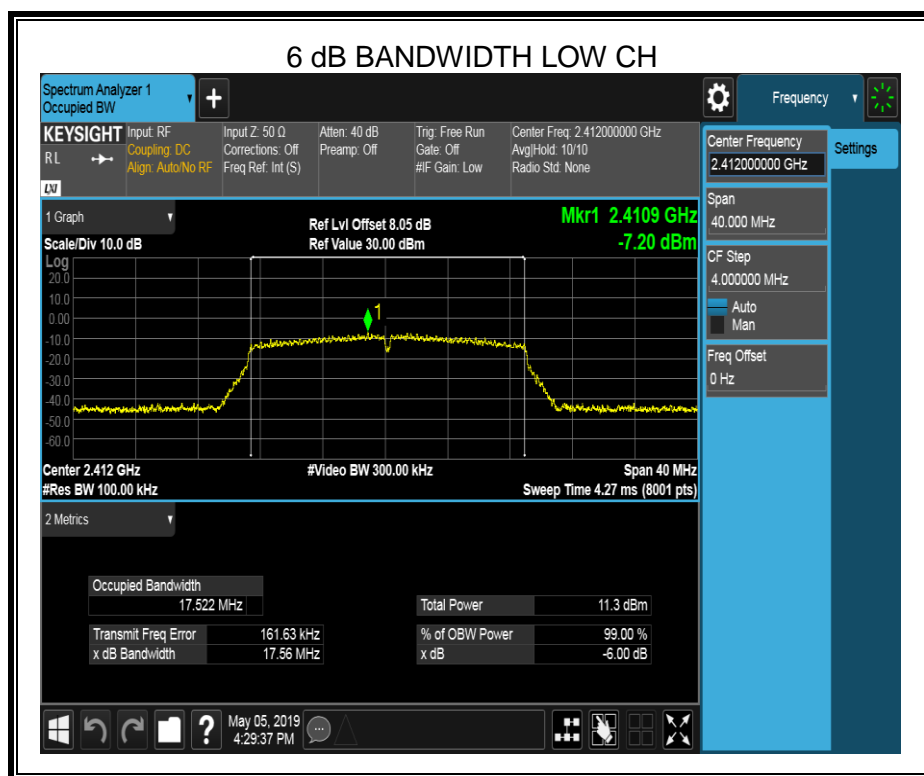 6 dB BANDWIDTH LOW CH
Spectrum Analyzer 1
Occupied BW
+
Frequency
KEYSIGHT
RL
LXI
Input: RF
Coupling: DC
Align: Auto/No RF
Input Z: 50 Ω
Corrections: Off
Freq Ref: Int (S)
Atten: 40 dB
Preamp: Off
Trig: Free Run
Gate: Off
#IF Gain: Low
Center Freq: 2.412000000 GHz
Avg|Hold: 10/10
Radio Std: None
Center Frequency
2.412000000 GHz
Settings
Span
40.000 MHz
CF Step
4.000000 MHz
Auto
Man
Freq Offset
0 Hz
1 Graph
Scale/Div 10.0 dB
Ref Lvl Offset 8.05 dB
Ref Value 30.00 dBm
Mkr1 2.4109 GHz
-7.20 dBm
Log
20.0
10.0
0.00
-10.0
-20.0
-30.0
-40.0
-50.0
-60.0
1
Center 2.412 GHz
#Video BW 300.00 kHz
Span 40 MHz
#Res BW 100.00 kHz
Sweep Time 4.27 ms (8001 pts)
2 Metrics
Occupied Bandwidth
17.522 MHz
Total Power 11.3 dBm
Transmit Freq Error 161.63 kHz
% of OBW Power 99.00 %
x dB Bandwidth 17.56 MHz
x dB -6.00 dB
?
May 05, 2019
4:29:37 PM